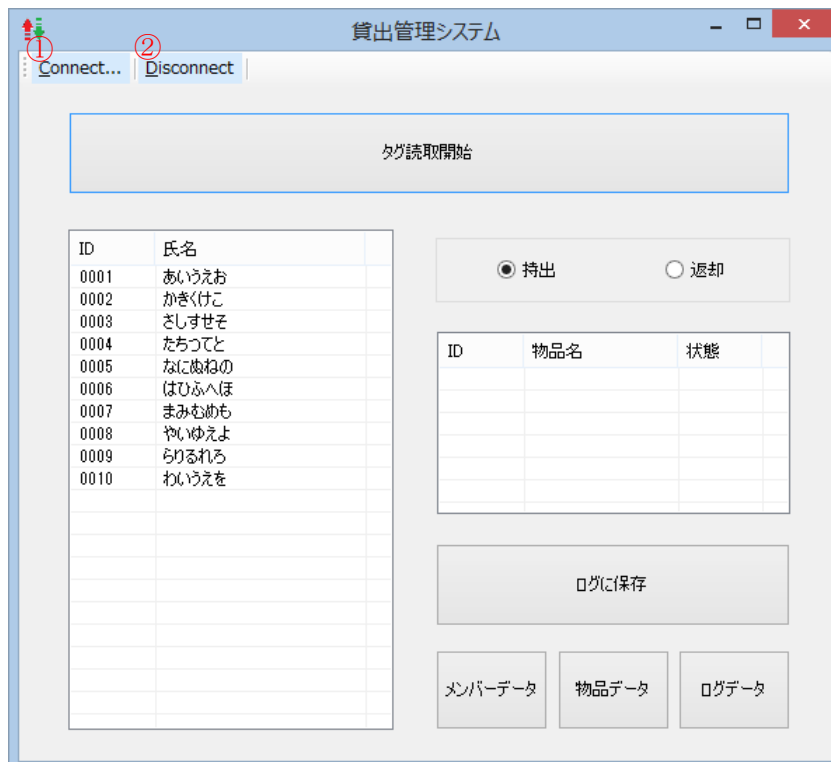 貸出管理システム
① ②
Connect... Disconnect
タグ読取開始
ID 氏名
0001 あいうえお
0002 かきくけこ
0003 さしすせそ
0004 たちつてと
0005 なにぬねの
0006 はひふへほ
0007 まみむめも
0008 やいゆえよ
0009 らりるれろ
0010 わいうえを
持出 返却
ID 物品名 状態
ログに保存
メンバーデータ 物品データ ログデータ